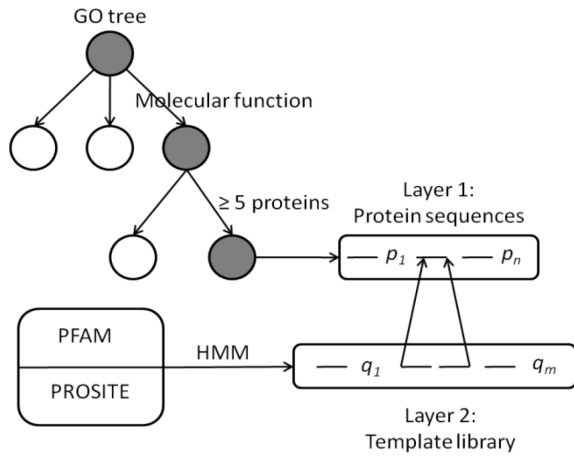 GO tree
Molecular function
≥ 5 proteins
Layer 1:
Protein sequences
p1 pn
PFAM
HMM
PROSITE
q1 qm
Layer 2:
Template library